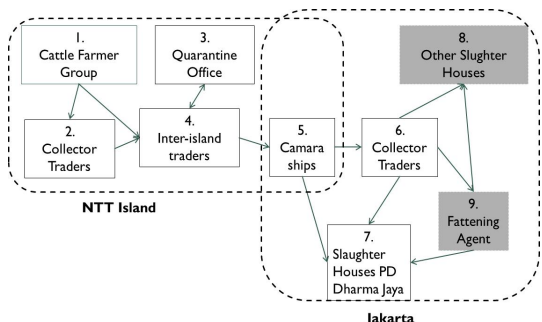 1.
Cattle Farmer
Group
3.
Quarantine
Office
8.
Other Slughter
Houses
2.
Collector
Traders
4.
Inter-island
traders
5.
Camara
ships
6.
Collector
Traders
9.
Fattening
Agent
7.
Slaughter
Houses PD
Dharma Jaya
NTT Island
Jakarta